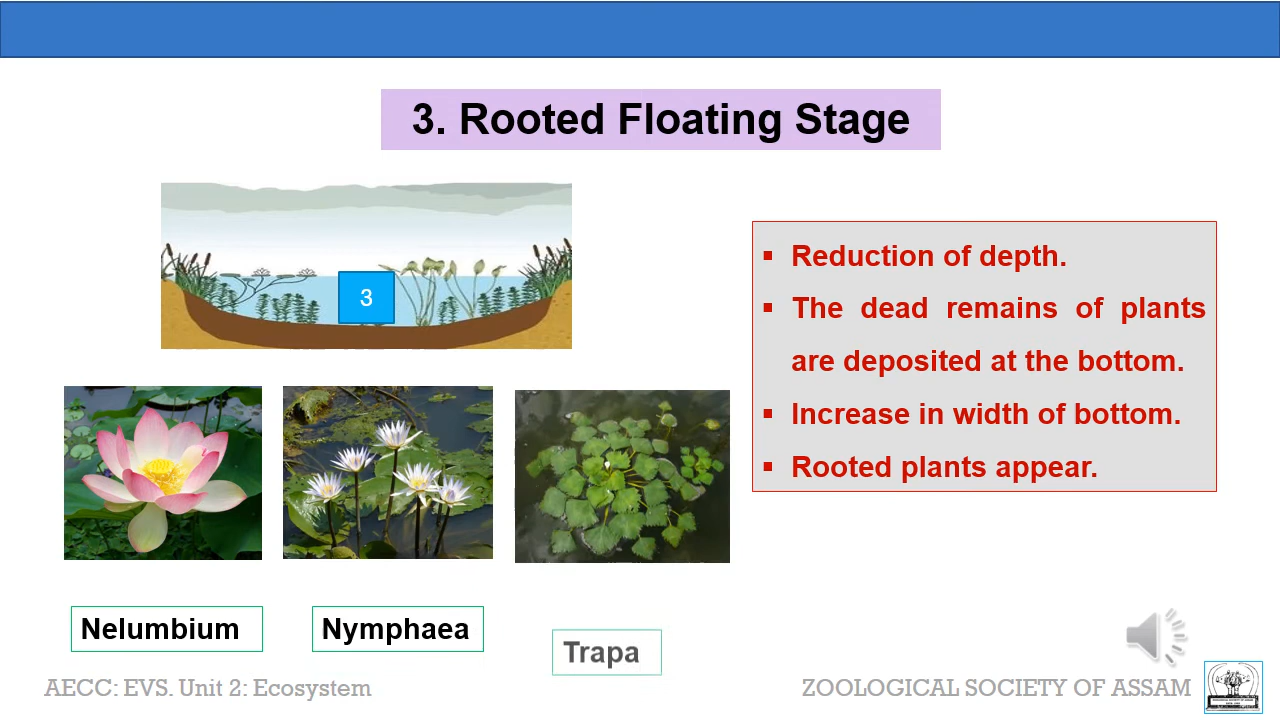 3. Rooted Floating Stage
3
▪ Reduction of depth.
▪ The dead remains of plants
are deposited at the bottom.
▪ Increase in width of bottom.
▪ Rooted plants appear.
Nelumbium
Nymphaea
Trapa
AECC: EVS. Unit 2: Ecosystem
ZOOLOGICAL SOCIETY OF ASSAM